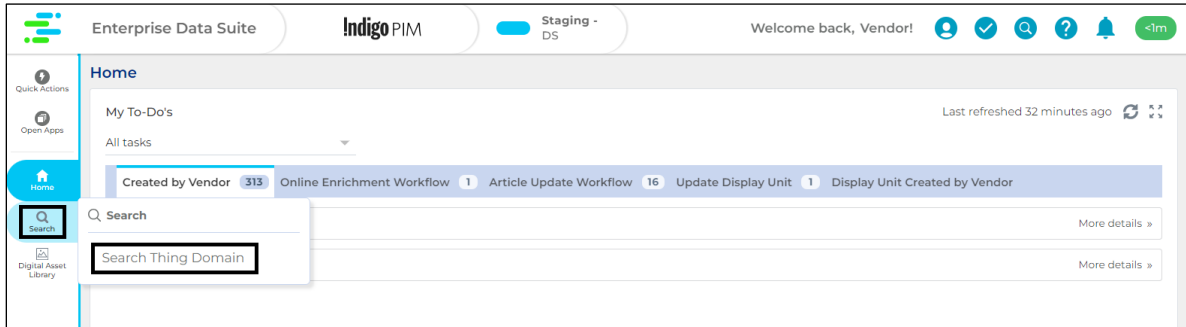 Enterprise Data Suite
Indigo PIM
Staging -
DS
Welcome back, Vendor!
<1m
Quick Actions
Open Apps
Home
Search
Digital Asset
Library
Home
My To-Do's
Last refreshed 32 minutes ago
All tasks
Created by Vendor 313 Online Enrichment Workflow 1 Article Update Workflow 16 Update Display Unit 1 Display Unit Created by Vendor
Search
More details »
Search Thing Domain
More details »